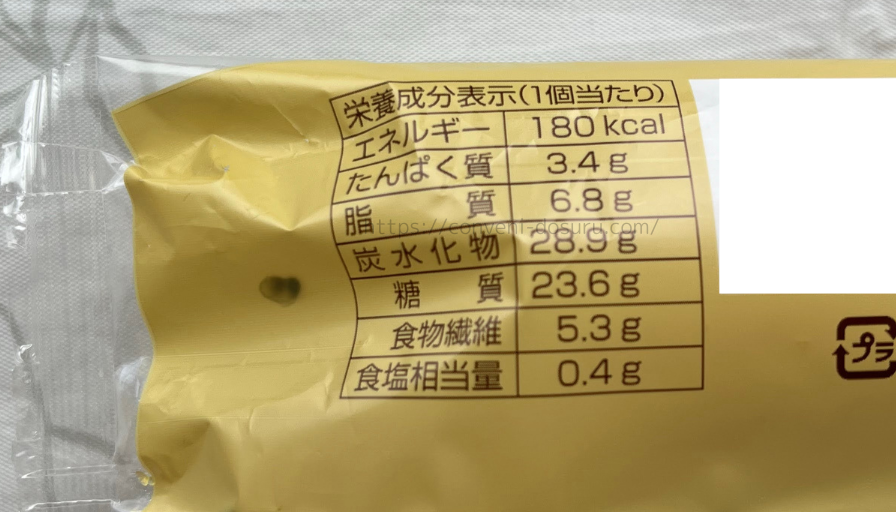 栄養成分表示(1個当たり)
エネルギー 180 kcal
たんぱく質 3.4 g
脂質 6.8 g
https://conveni-dosuru.com/
炭水化物 28.9 g
糖質 23.6 g
食物繊維 5.3 g
食塩相当量 0.4 g
プラ